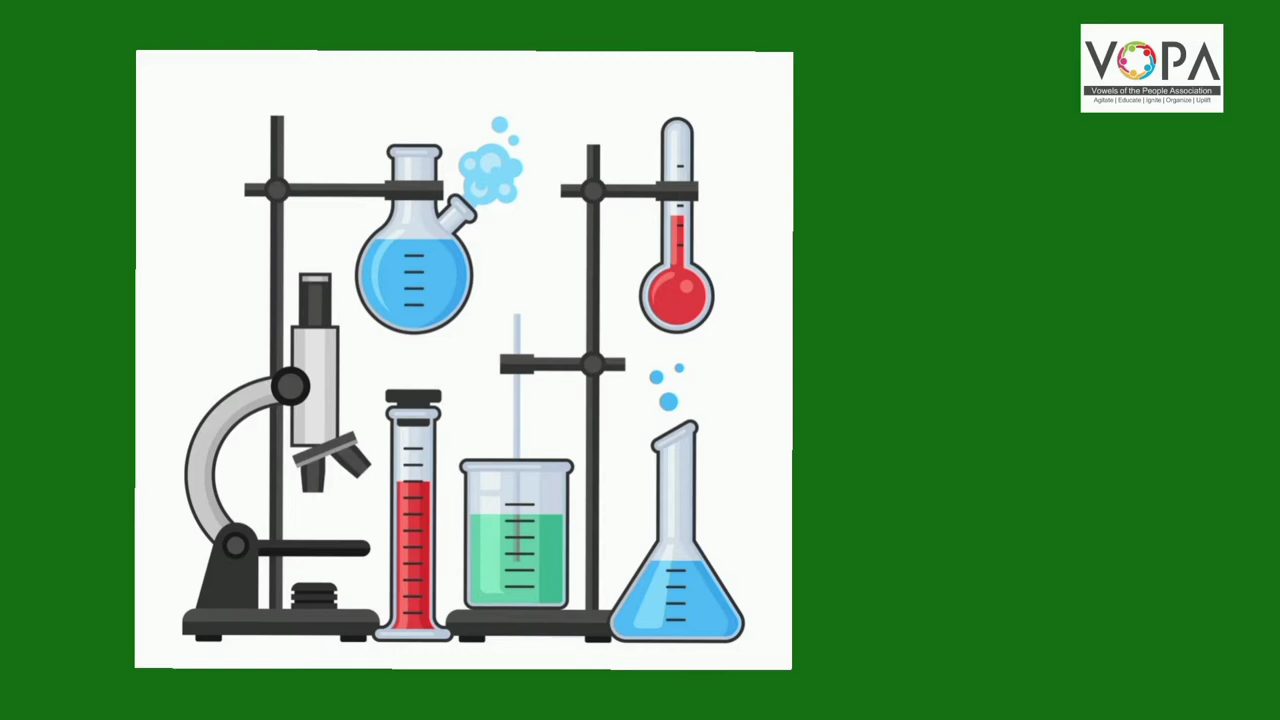 VOPA
Vowels of the People Association
Agitate | Educate | Ignite | Organize | Uplift